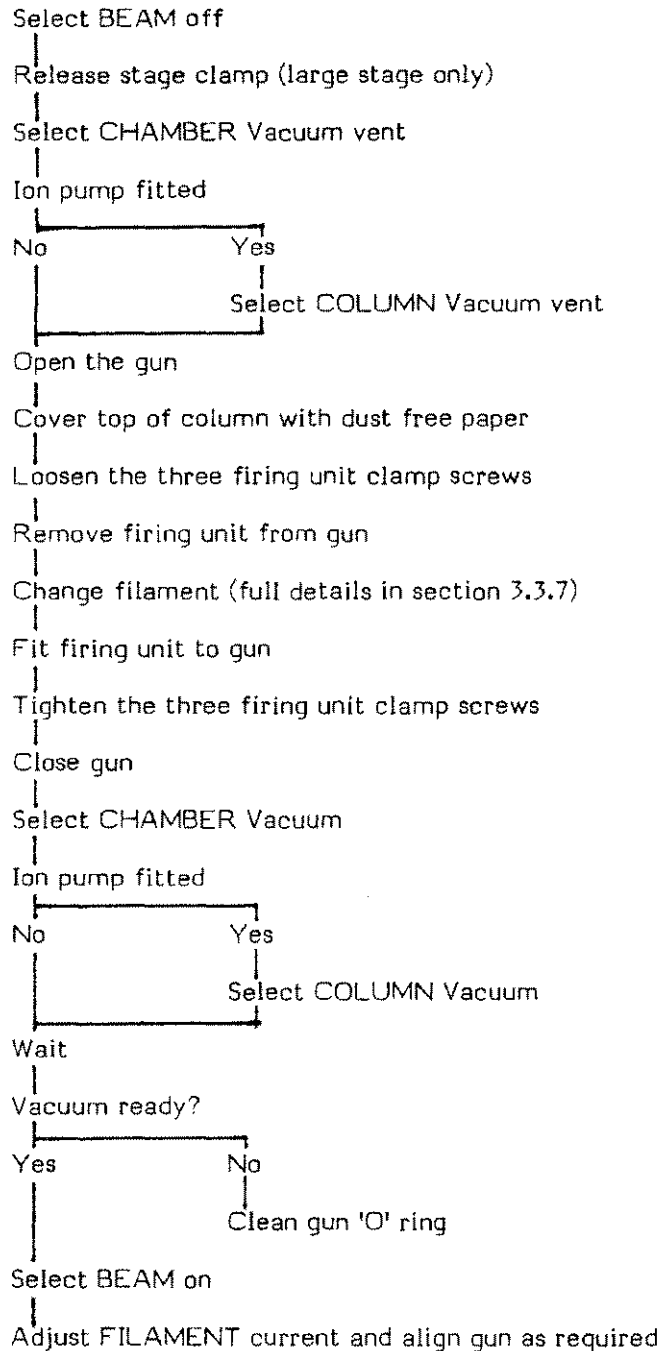 Select BEAM off
Release stage clamp (large stage only)
Select CHAMBER Vacuum vent
Ion pump fitted
No Yes
Select COLUMN Vacuum vent
Open the gun
Cover top of column with dust free paper
Loosen the three firing unit clamp screws
Remove firing unit from gun
Change filament (full details in section 3.3.7)
Fit firing unit to gun
Tighten the three firing unit clamp screws
Close gun
Select CHAMBER Vacuum
Ion pump fitted
No Yes
Select COLUMN Vacuum
Wait
Vacuum ready?
Yes No
Clean gun 'O' ring
Select BEAM on
Adjust FILAMENT current and align gun as required